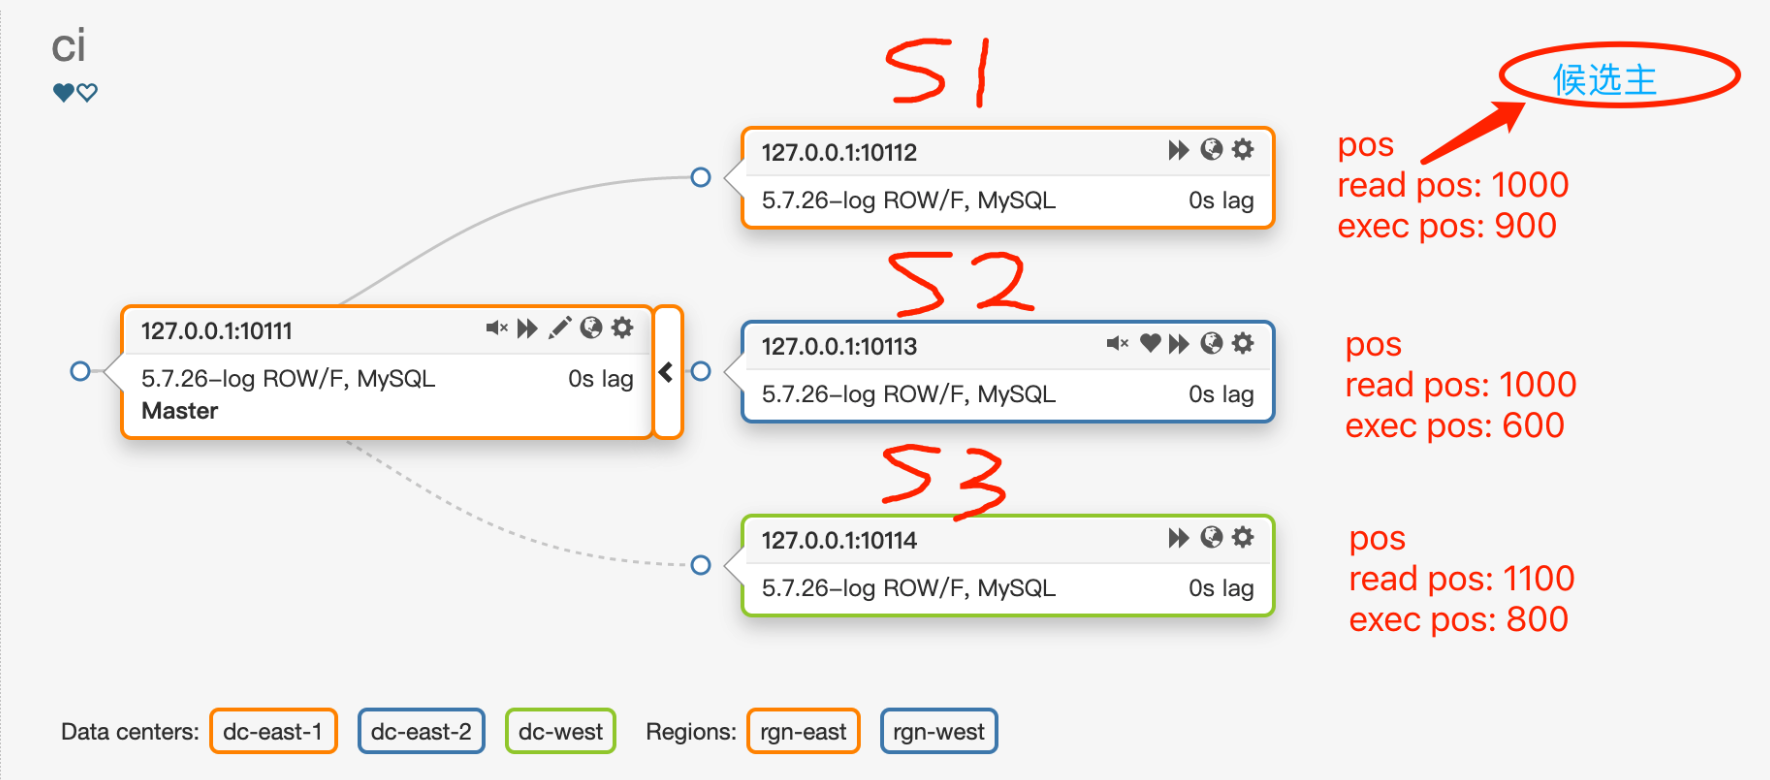 ci
S1
候选主
127.0.0.1:10112
5.7.26-log ROW/F, MySQL 0s lag
pos
read pos: 1000
exec pos: 900
S2
127.0.0.1:10111
5.7.26-log ROW/F, MySQL 0s lag
Master
127.0.0.1:10113
5.7.26-log ROW/F, MySQL 0s lag
pos
read pos: 1000
exec pos: 600
S3
127.0.0.1:10114
5.7.26-log ROW/F, MySQL 0s lag
pos
read pos: 1100
exec pos: 800
Data centers: dc-east-1 dc-east-2 dc-west Regions: rgn-east rgn-west